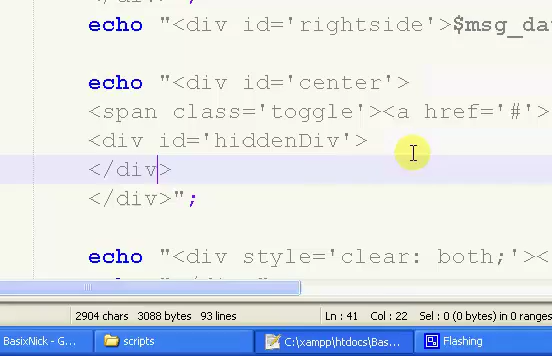 </div>";
echo "<div id='rightside'>$msg_da
echo "<div id='center'>
<span class='toggle'><a href='#'>
<div id='hiddenDiv'>
</div>
</div>";
echo "<div style='clear: both;'><
2904 chars 3088 bytes 93 lines Ln : 41 Col : 22 Sel : 0 (0 bytes) in 0 ranges
BasixNick - G... scripts C:\xampp\htdocs\Bas... Flashing